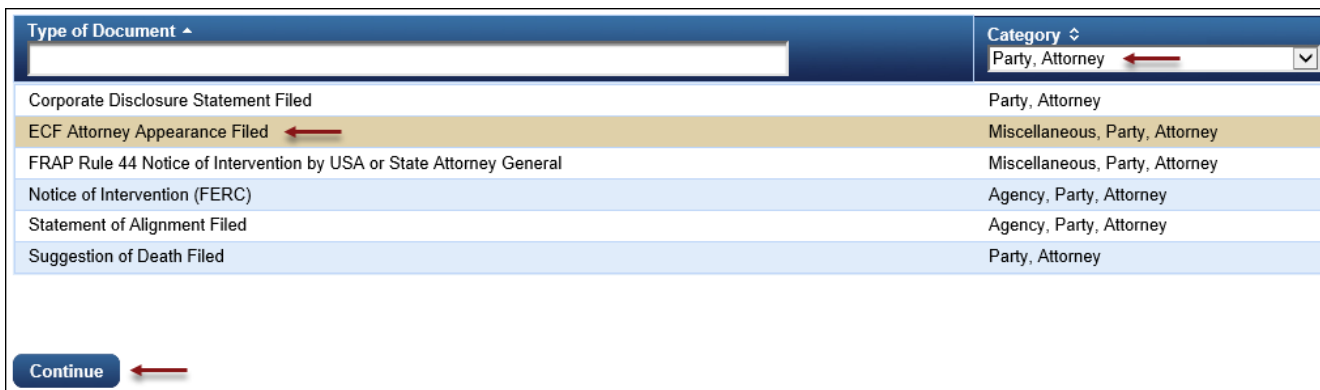 Type of Document
Category
Party, Attorney
Corporate Disclosure Statement Filed Party, Attorney
ECF Attorney Appearance Filed Miscellaneous, Party, Attorney
FRAP Rule 44 Notice of Intervention by USA or State Attorney General Miscellaneous, Party, Attorney
Notice of Intervention (FERC) Agency, Party, Attorney
Statement of Alignment Filed Agency, Party, Attorney
Suggestion of Death Filed Party, Attorney
Continue